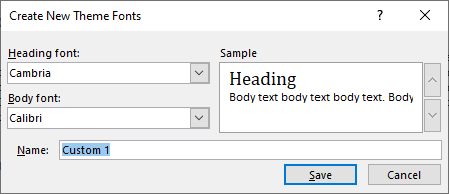 Create New Theme Fonts
?
Heading font:
Cambria
Body font:
Calibri
Sample
Heading
Body text body text body text. Body
Name:
Custom 1
Save
Cancel